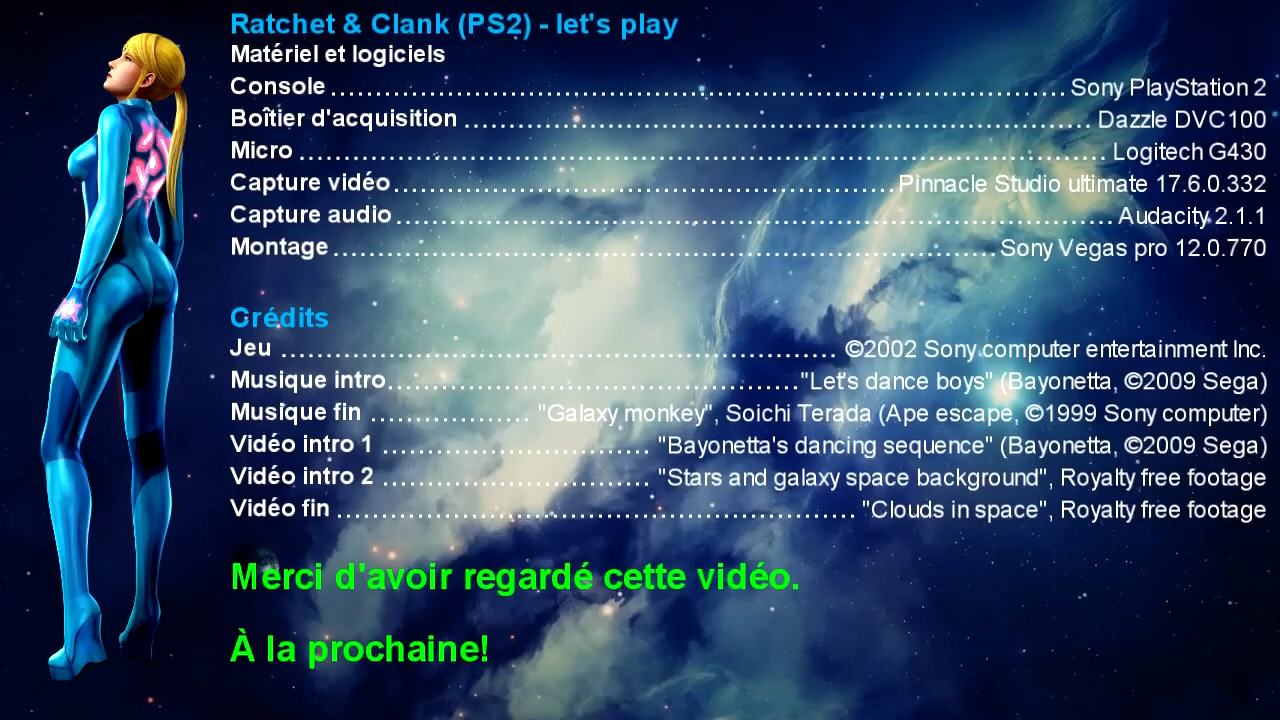 Ratchet & Clank (PS2) - let's play
Matériel et logiciels
Console........................................................................Sony PlayStation 2
Boîtier d'acquisition ..............................................................Dazzle DVC100
Micro ................................................................................Logitech G430
Capture vidéo..................................................Pinnacle Studio ultimate 17.6.0.332
Capture audio.......................................................................Audacity 2.1.1
Montage ...................................................................Sony Vegas pro 12.0.770
Crédits
Jeu ....................................................... ©2002 Sony computer entertainment Inc.
Musique intro........................................."Let's dance boys" (Bayonetta, ©2009 Sega)
Musique fin ................ "Galaxy monkey", Soichi Terada (Ape escape, ©1999 Sony computer)
Vidéo intro 1 ........................... "Bayonetta's dancing sequence" (Bayonetta, ©2009 Sega)
Vidéo intro 2 ........................... "Stars and galaxy space background", Royalty free footage
Vidéo fin .................................................... "Clouds in space", Royalty free footage
Merci d'avoir regardé cette vidéo.
À la prochaine!